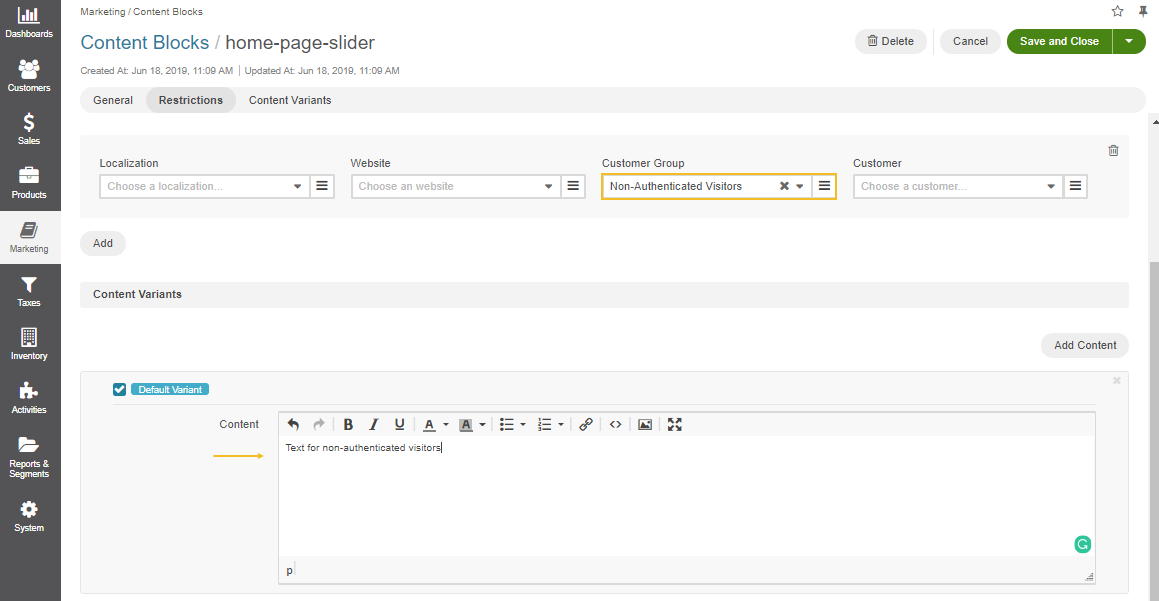 Dashboards
Customers
Sales
Products
Marketing
Taxes
Inventory
Activities
Reports &
Segments
System
Marketing / Content Blocks
Content Blocks / home-page-slider
Delete
Cancel
Save and Close
Created At: Jun 18, 2019, 11:09 AM | Updated At: Jun 18, 2019, 11:09 AM
General
Restrictions
Content Variants
Localization
Website
Customer Group
Customer
Choose a localization...
Choose an website
Non-Authenticated Visitors
Choose a customer...
Add
Content Variants
Add Content
Default Variant
Content
B I U A A
Text for non-authenticated visitors
p